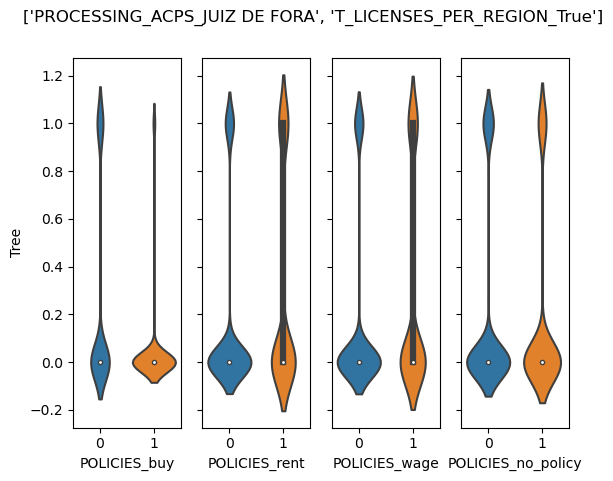 ['PROCESSING_ACPS_JUIZ DE FORA', 'T_LICENSES_PER_REGION_True']
1.2
1.0
0.8
0.6
0.4
0.2
0.0
−0.2
Tree
0 1 0 1 0 1 0 1
POLICIES_buy POLICIES_rent POLICIES_wage POLICIES_no_policy